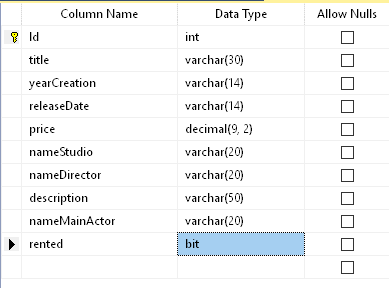 Column Name Data Type Allow Nulls
Id int
title varchar(30)
yearCreation varchar(14)
releaseDate varchar(14)
price decimal(9, 2)
nameStudio varchar(20)
nameDirector varchar(20)
description varchar(50)
nameMainActor varchar(20)
rented bit